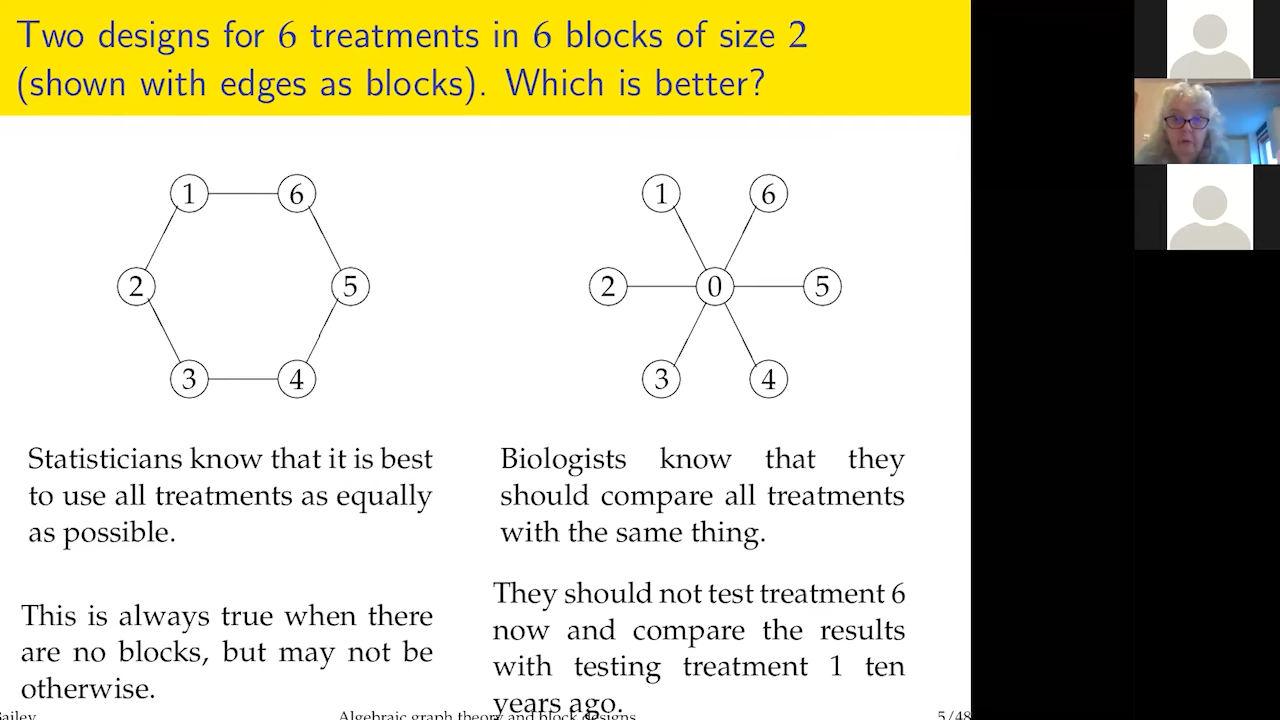 Two designs for 6 treatments in 6 blocks of size 2
(shown with edges as blocks). Which is better?
1 6
2 5
3 4
1 6
2 0 5
3 4
Statisticians know that it is best
to use all treatments as equally
as possible.
This is always true when there
are no blocks, but may not be
otherwise.
Biologists know that they
should compare all treatments
with the same thing.
They should not test treatment 6
now and compare the results
with testing treatment 1 ten
years ago.
Bailey
Algebraic graph theory and block designs
5/48